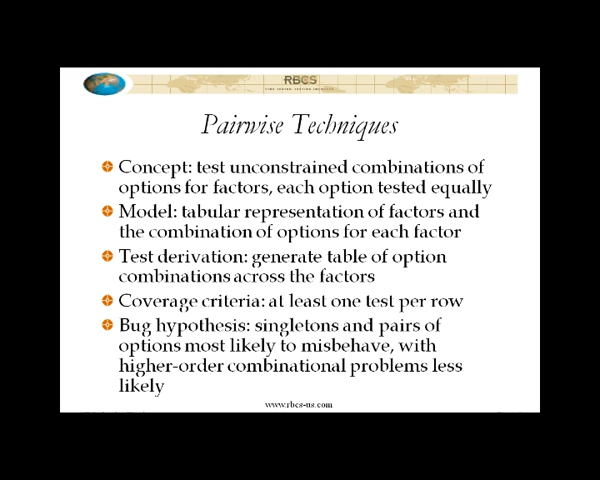 RBCS
Pairwise Techniques
Concept: test unconstrained combinations of
options for factors, each option tested equally
Model: tabular representation of factors and
the combination of options for each factor
Test derivation: generate table of option
combinations across the factors
Coverage criteria: at least one test per row
Bug hypothesis: singletons and pairs of
options most likely to misbehave, with
higher-order combinational problems less
likely
www.rbcs-us.com